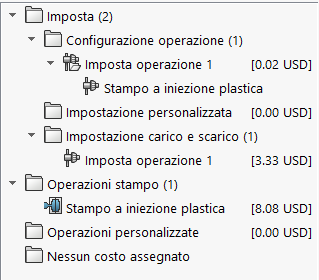 Imposta (2)
Configurazione operazione (1)
Imposta operazione 1 [0.02 USD]
Stampo a iniezione plastica
Impostazione personalizzata [0.00 USD]
Impostazione carico e scarico (1)
Imposta operazione 1 [3.33 USD]
Operazioni stampo (1)
Stampo a iniezione plastica [8.08 USD]
Operazioni personalizzate [0.00 USD]
Nessun costo assegnato